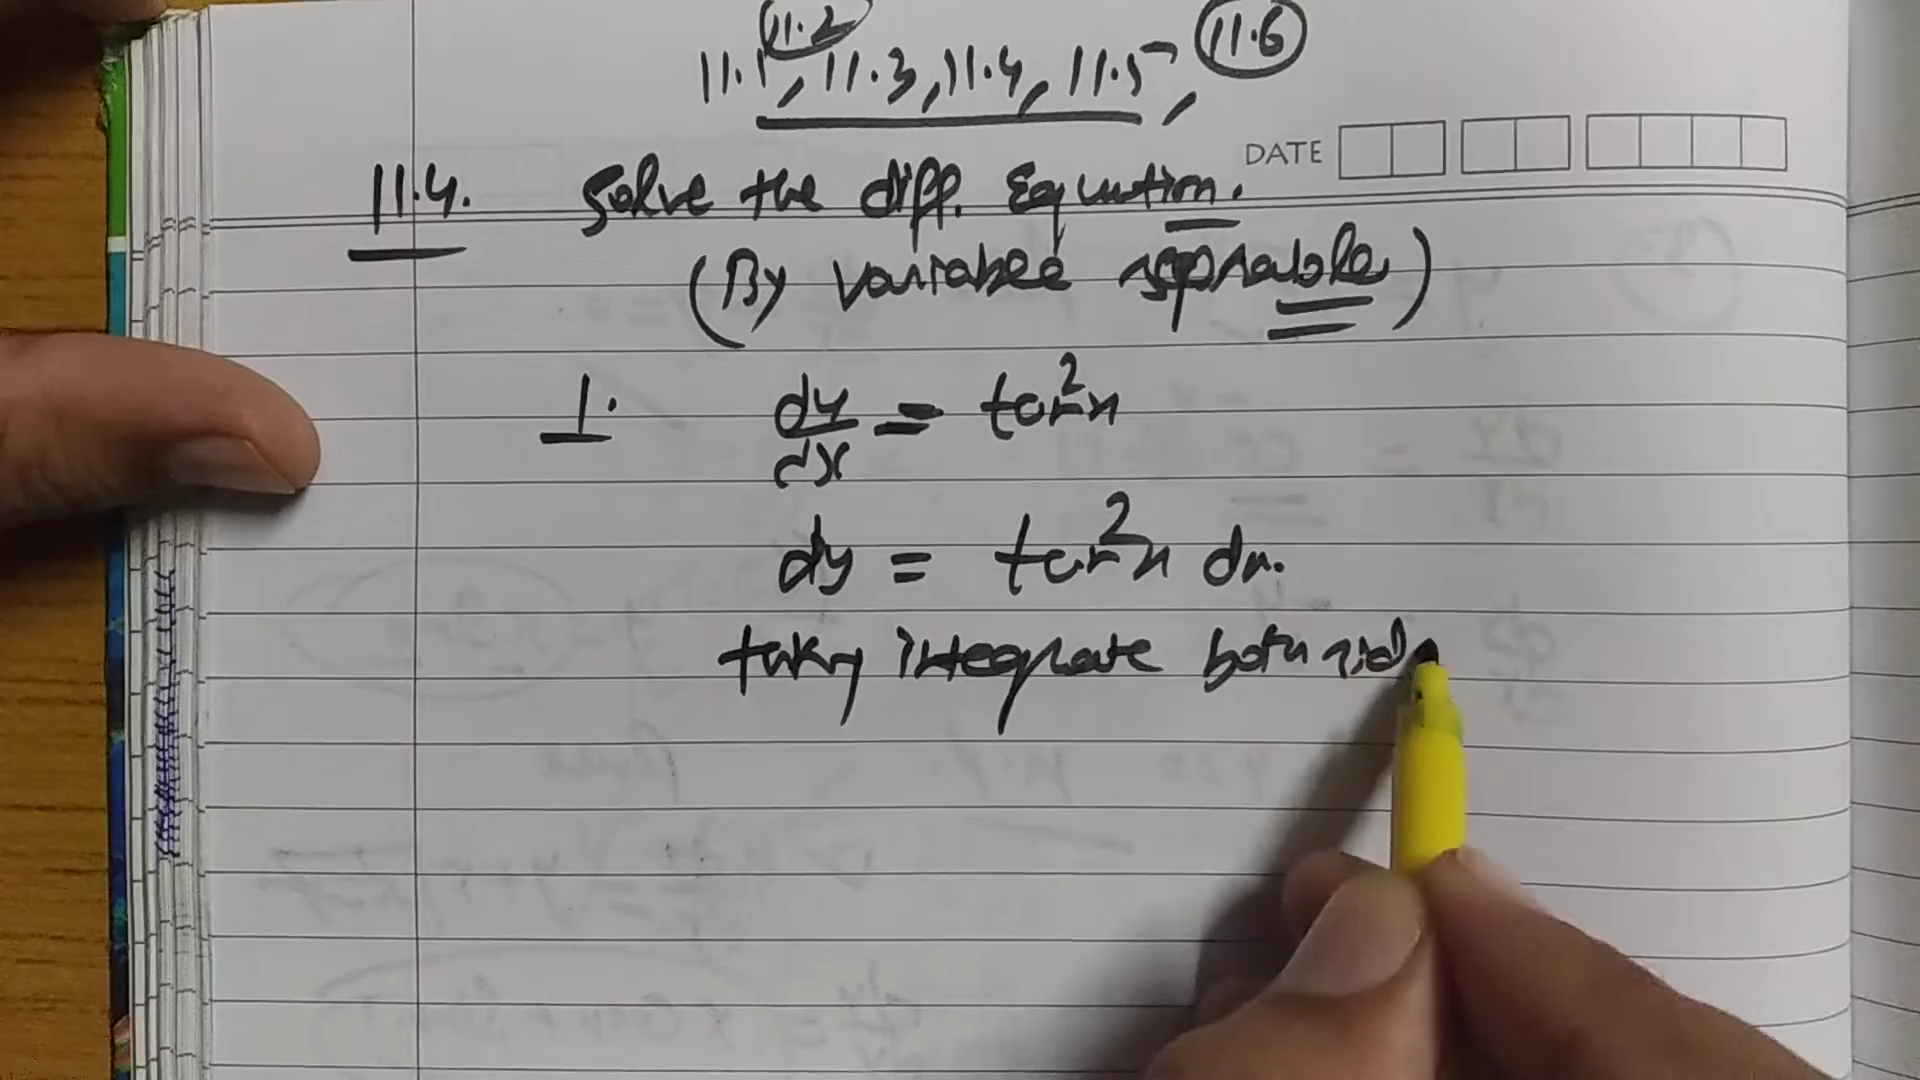 11.2
11.1, 11.3, 11.4, 11.5, 11.6
DATE
11.4. Solve the diff. Equation.
(By variable seprable)
1. dy/dx = tan²x
dy = tan²x dx.
taking integrate both side